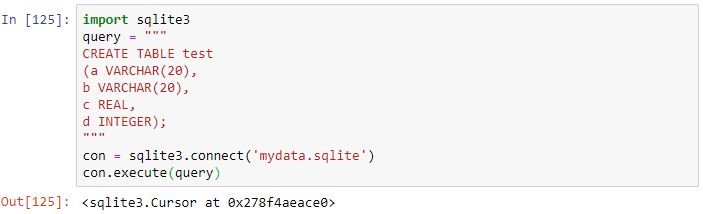 In [125]: import sqlite3
query = """
CREATE TABLE test
(a VARCHAR(20),
b VARCHAR(20),
c REAL,
d INTEGER);
"""
con = sqlite3.connect('mydata.sqlite')
con.execute(query)
Out[125]: <sqlite3.Cursor at 0x278f4aeace0>